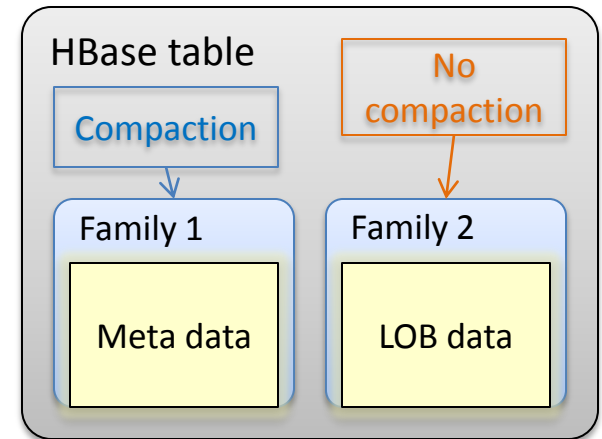 HBase table
Compaction
No
compaction
Family 1
Meta data
Family 2
LOB data